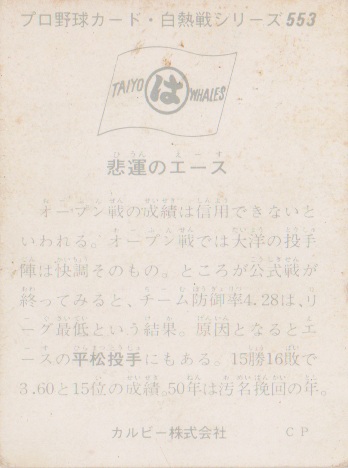 プロ野球カード・白熱戦シリーズ553
TAIYO は WHALES
ひうん えーす
悲運のエース
オープン戦の成績は信用できないと
いわれる。オープン戦では大洋の投手
陣は快調そのもの。ところが公式戦が
終ってみると、チーム防御率4.28は、リ
ーグ最低という結果。原因となるとエ
ースの平松投手にもある。15勝16敗で
3.60と15位の成績。50年は汚名挽回の年。
カルビー株式会社 CP